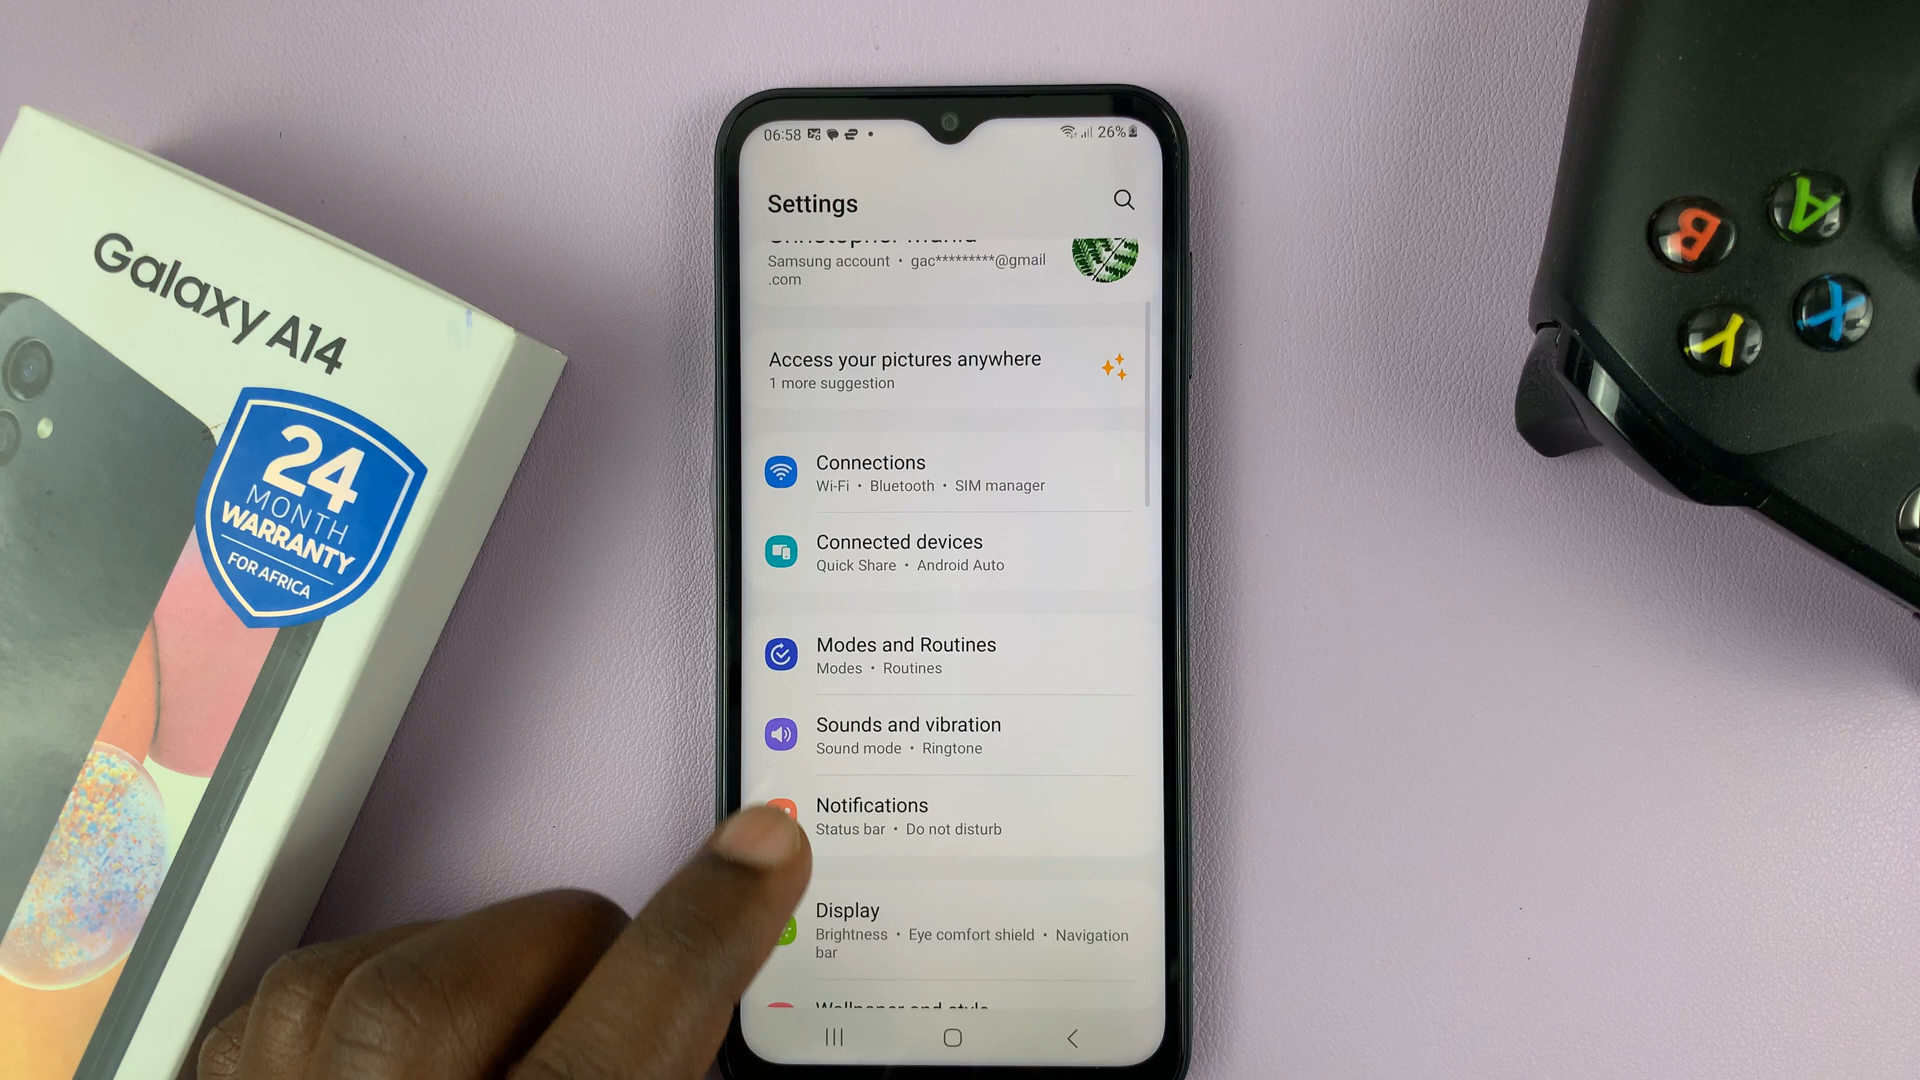 Galaxy A14
24
MONTH
WARRANTY
FOR AFRICA
06:58
26%
Settings
Samsung account • gac*********@gmail
.com
Access your pictures anywhere
1 more suggestion
Connections
Wi-Fi • Bluetooth • SIM manager
Connected devices
Quick Share • Android Auto
Modes and Routines
Modes • Routines
Sounds and vibration
Sound mode • Ringtone
Notifications
Status bar • Do not disturb
Display
Brightness • Eye comfort shield • Navigation
bar
Wallpaper and style
B
A
Y
X